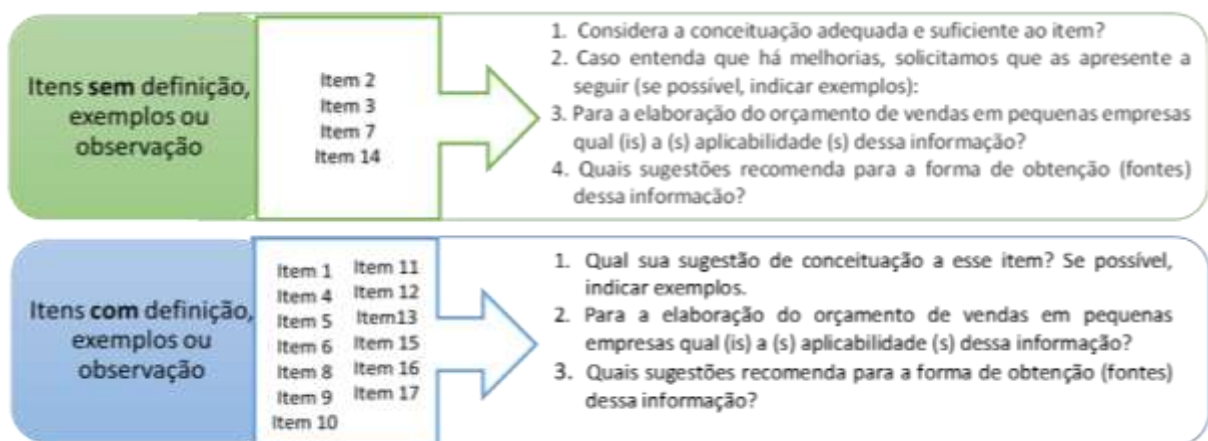 Itens sem definição,
exemplos ou
observação
Item 2
Item 3
Item 7
Item 14
1. Considera a conceituação adequada e suficiente ao item?
2. Caso entenda que há melhorias, solicitamos que as apresente a
seguir (se possível, indicar exemplos):
3. Para a elaboração do orçamento de vendas em pequenas empresas
qual (is) a (s) aplicabilidade (s) dessa informação?
4. Quais sugestões recomenda para a forma de obtenção (fontes)
dessa informação?
Itens com definição,
exemplos ou
observação
Item 1
Item 4
Item 5
Item 6
Item 8
Item 9
Item 10
Item 11
Item 12
Item13
Item 15
Item 16
Item 17
1. Qual sua sugestão de conceituação a esse item? Se possível,
indicar exemplos.
2. Para a elaboração do orçamento de vendas em pequenas
empresas qual (is) a (s) aplicabilidade (s) dessa informação?
3. Quais sugestões recomenda para a forma de obtenção (fontes)
dessa informação?